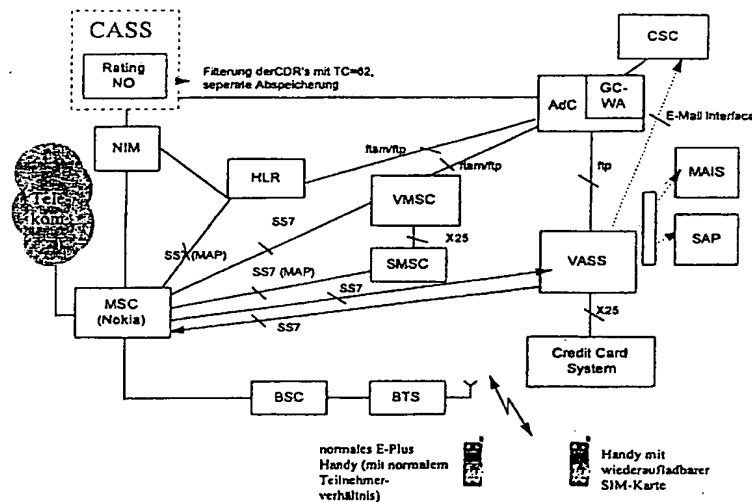 CASS
Rating
NO
Filterung derCDR's mit TC=62,
seperate Abspeicherung
CSC
AdC
GC-
WA
E-Mail Interface
NIM
HLR
ftam/ftp
ftam/ftp
ftp
MAIS
Tele
kom
VMSC
SS7
X25
SAP
(MAP)
SMSC
VASS
SS7 (MAP)
SS7
MSC
(Nokia)
SS7
X25
Credit Card
System
BSC
BTS
normales E-Plus
Handy (mit normalem
Teilnehmer-
verhältnis)
Handy mit
wiederaufladbarer
SIM-Karte